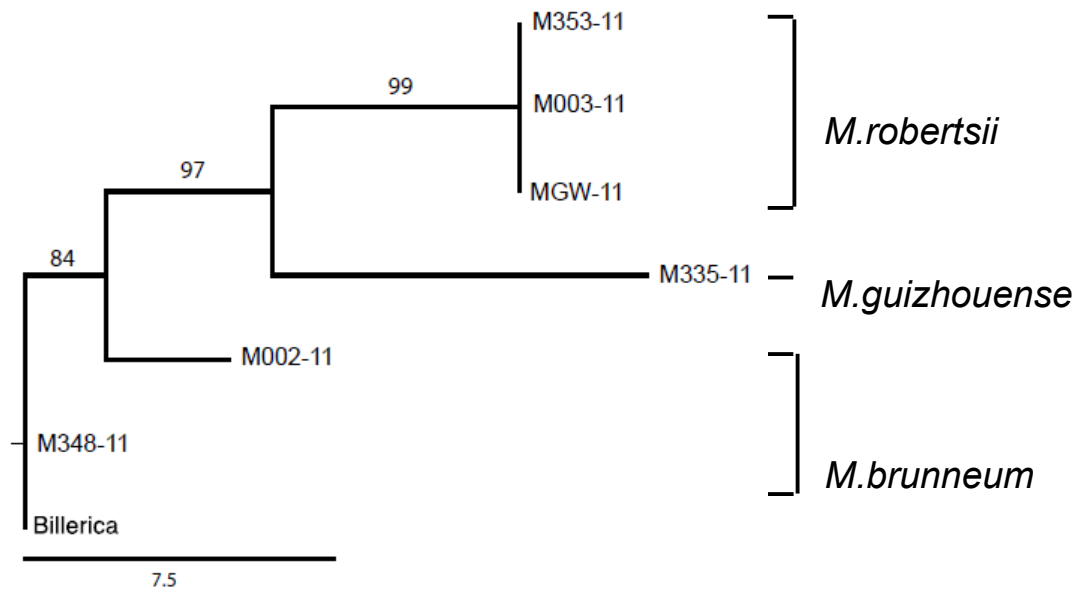 M353-11
99
M003-11
M.robertsii
97
MGW-11
84
M335-11
M.guizhouense
M002-11
M348-11
M.brunneum
Billerica
7.5